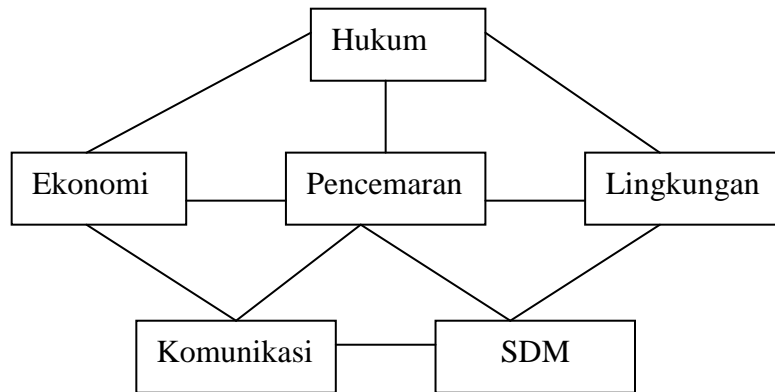 Hukum
Ekonomi
Pencemaran
Lingkungan
Komunikasi
SDM